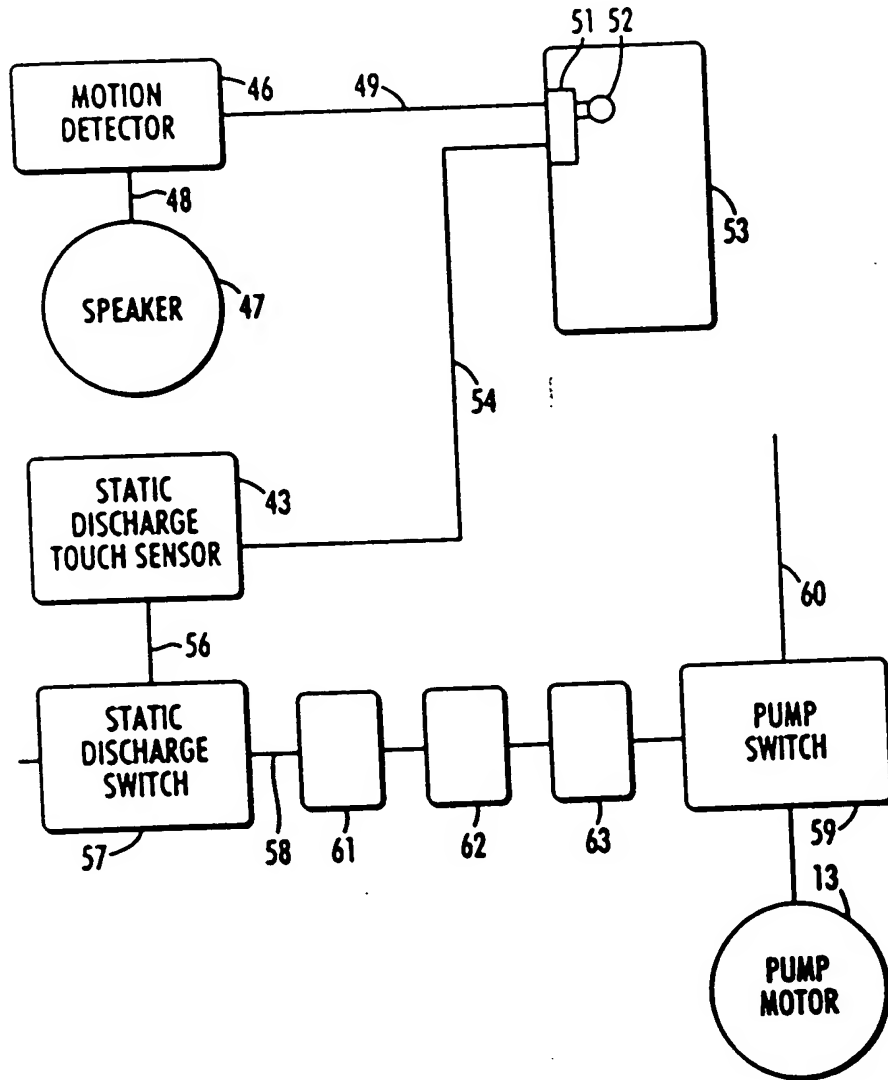 51 52
46
49
MOTION
DETECTOR
48
53
SPEAKER
47
54
STATIC
DISCHARGE
TOUCH SENSOR
43
60
56
STATIC
DISCHARGE
SWITCH
PUMP
SWITCH
57
58
61
62
63
59
13
PUMP
MOTOR